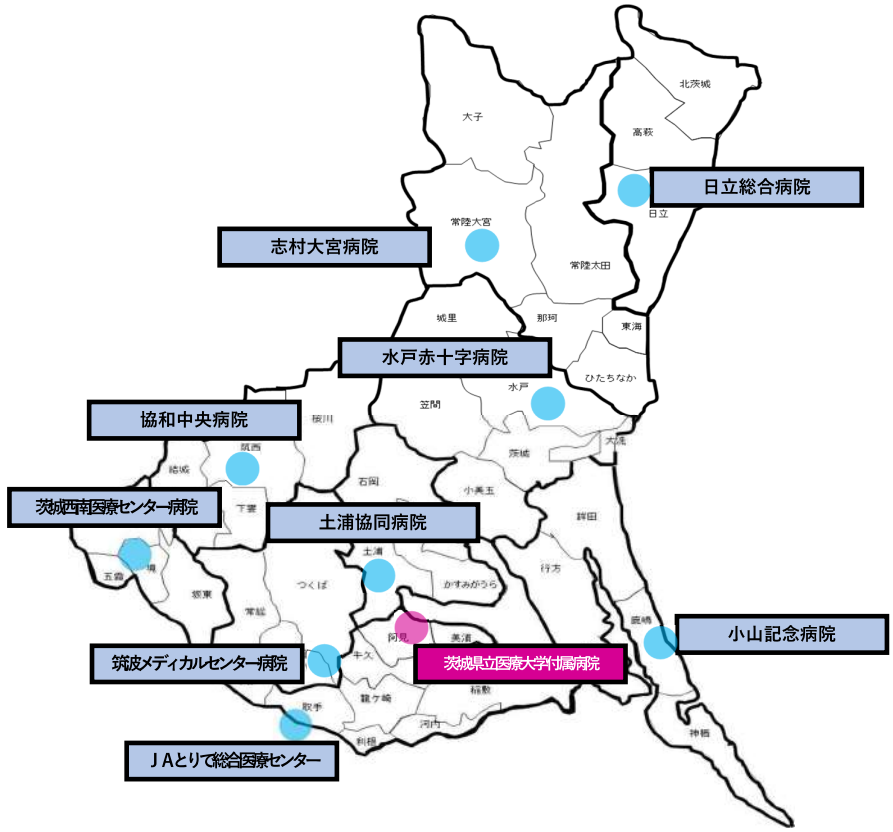 北茨城
大子
高萩
日立総合病院
日立
常陸大宮
志村大宮病院
常陸太田
城里
那珂
東海
水戸赤十字病院
ひたちなか
水戸
笠間
協和中央病院
桜川
筑西
大洗
茨城
結城
石岡
小美玉
茨城西南医療センター病院
下妻
土浦協同病院
鉾田
土浦
五霞
境
坂東
つくば
かすみがうら
行方
常総
鹿嶋
小山記念病院
阿見
美浦
筑波メディカルセンター病院
牛久
茨城県立医療大学付属病院
稲敷
龍ケ崎
取手
河内
利根
神栖
JAとりで総合医療センター